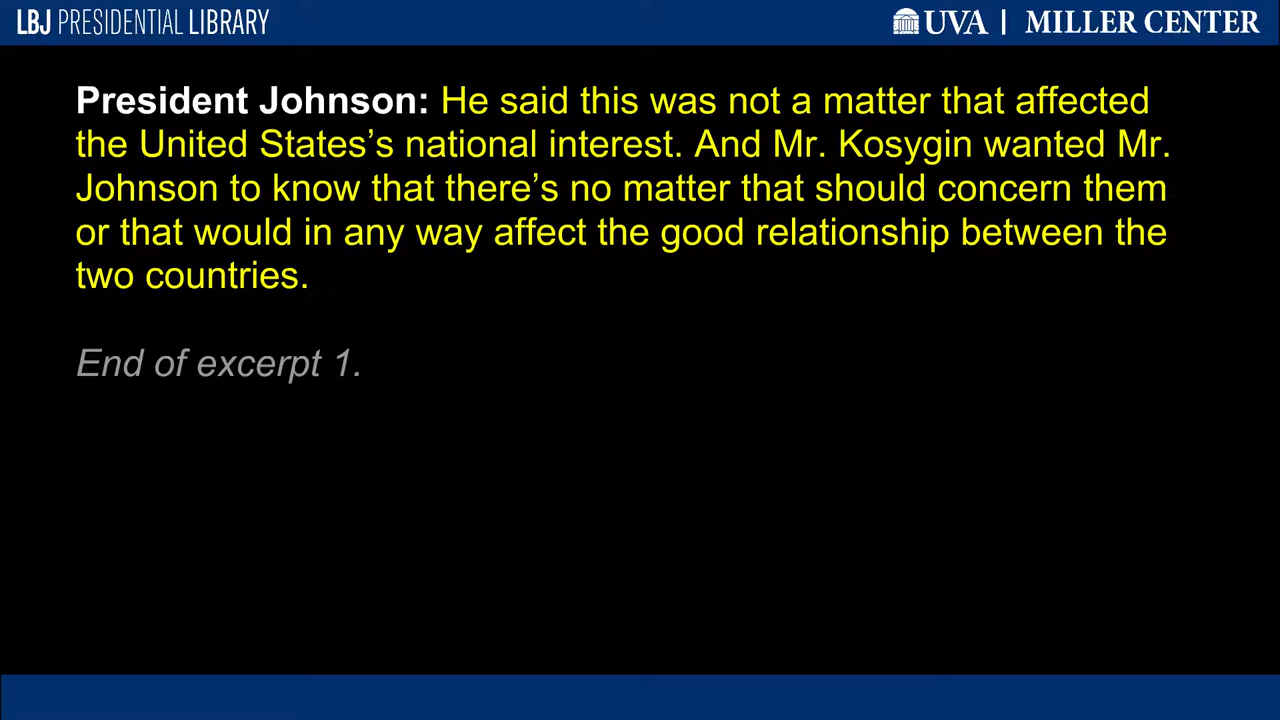 LBJ PRESIDENTIAL LIBRARY
UVA | MILLER CENTER
President Johnson: He said this was not a matter that affected
the United States’s national interest. And Mr. Kosygin wanted Mr.
Johnson to know that there’s no matter that should concern them
or that would in any way affect the good relationship between the
two countries.
End of excerpt 1.